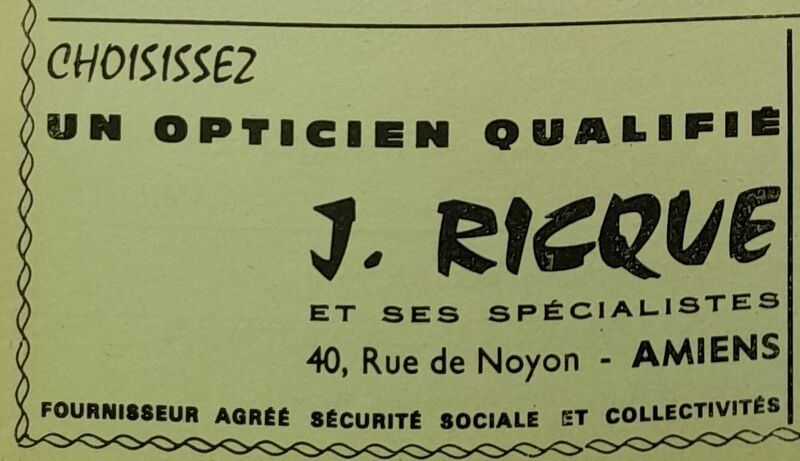 CHOISISSEZ
UN OPTICIEN QUALIFIÉ
J. RICQUE
ET SES SPÉCIALISTES
40, Rue de Noyon - AMIENS
FOURNISSEUR AGRÉÉ SÉCURITÉ SOCIALE ET COLLECTIVITÉS